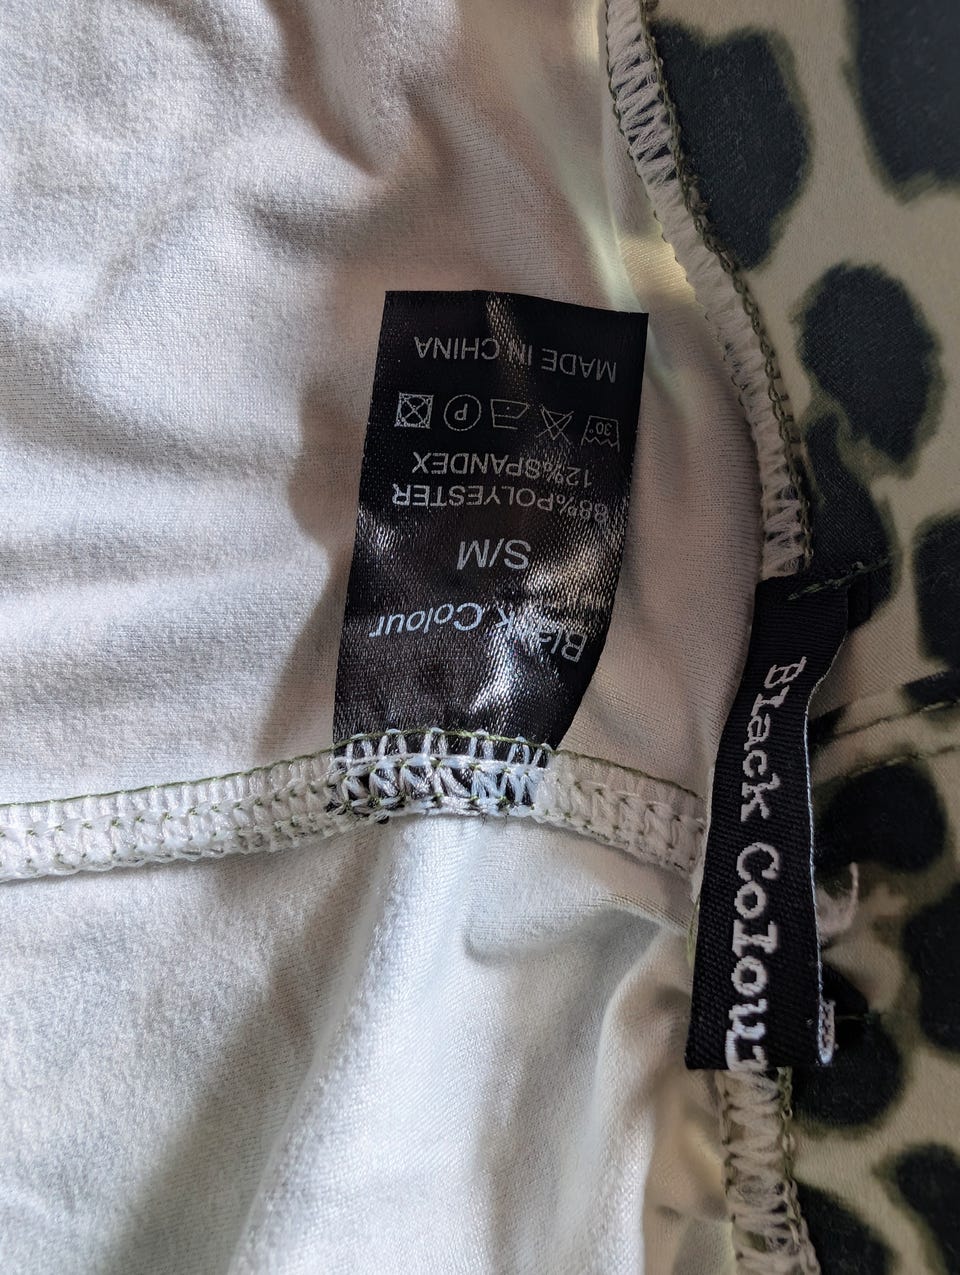 Black Colour
S/M
88%POLYESTER
12%SPANDEX
30°
P
MADE IN CHINA
Black Colour